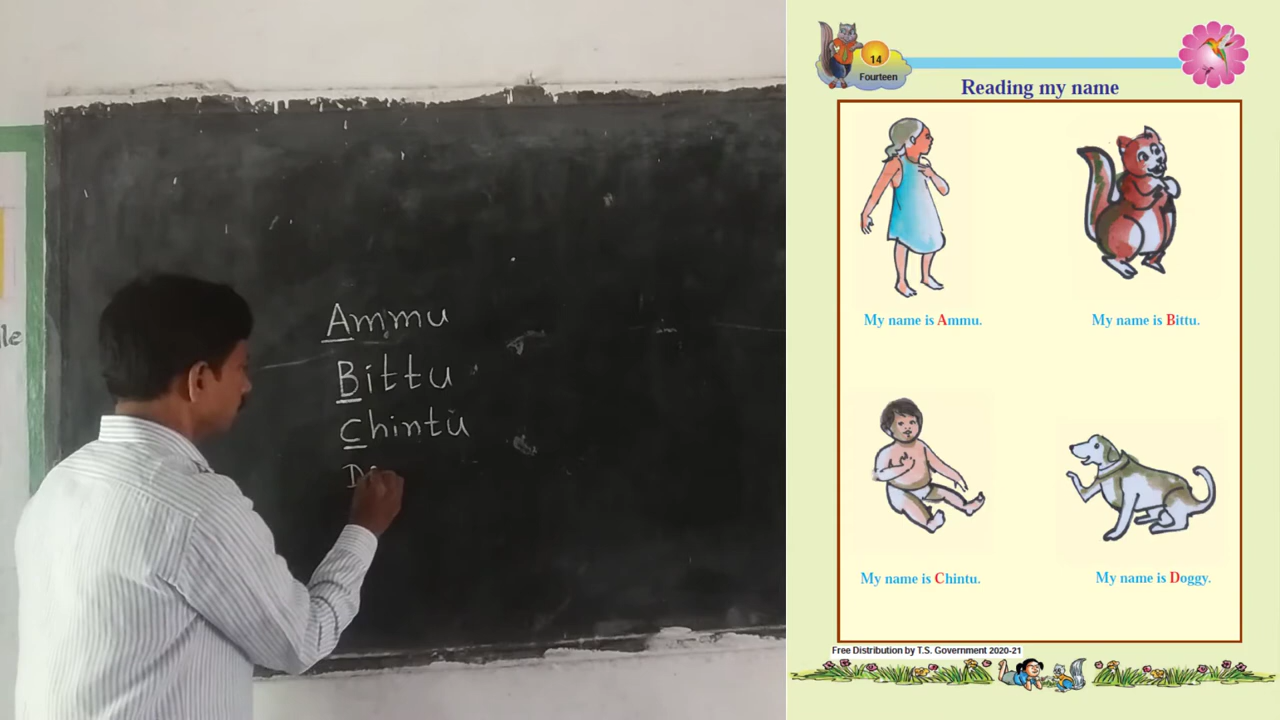 Ammu
Bittu
Chintu
le
14
Fourteen
Reading my name
My name is Ammu.
My name is Bittu.
My name is Chintu.
My name is Doggy.
Free Distribution by T.S. Government 2020-21